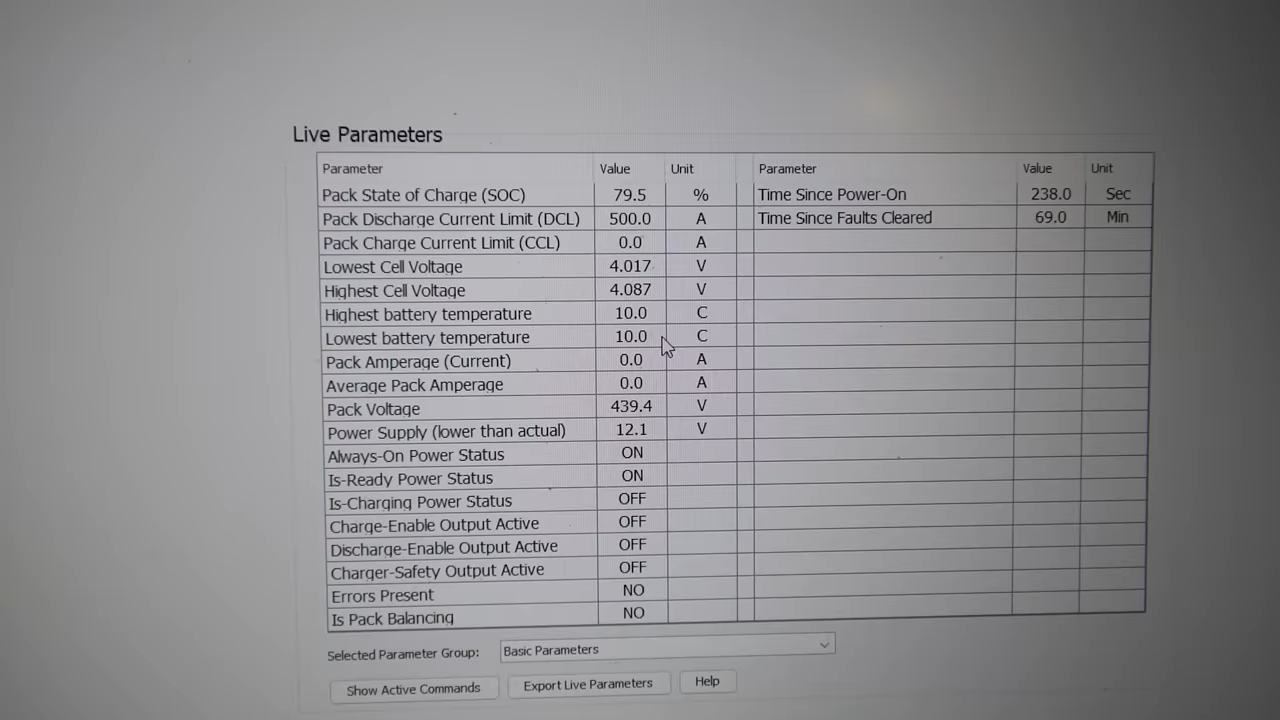 Live Parameters
Parameter Value Unit Parameter Value Unit
Pack State of Charge (SOC) 79.5 % Time Since Power-On 238.0 Sec
Pack Discharge Current Limit (DCL) 500.0 A Time Since Faults Cleared 69.0 Min
Pack Charge Current Limit (CCL) 0.0 A
Lowest Cell Voltage 4.017 V
Highest Cell Voltage 4.087 V
Highest battery temperature 10.0 C
Lowest battery temperature 10.0 C
Pack Amperage (Current) 0.0 A
Average Pack Amperage 0.0 A
Pack Voltage 439.4 V
Power Supply (lower than actual) 12.1 V
Always-On Power Status ON
Is-Ready Power Status ON
Is-Charging Power Status OFF
Charge-Enable Output Active OFF
Discharge-Enable Output Active OFF
Charger-Safety Output Active OFF
Errors Present NO
Is Pack Balancing NO
Selected Parameter Group: Basic Parameters
Show Active Commands Export Live Parameters Help